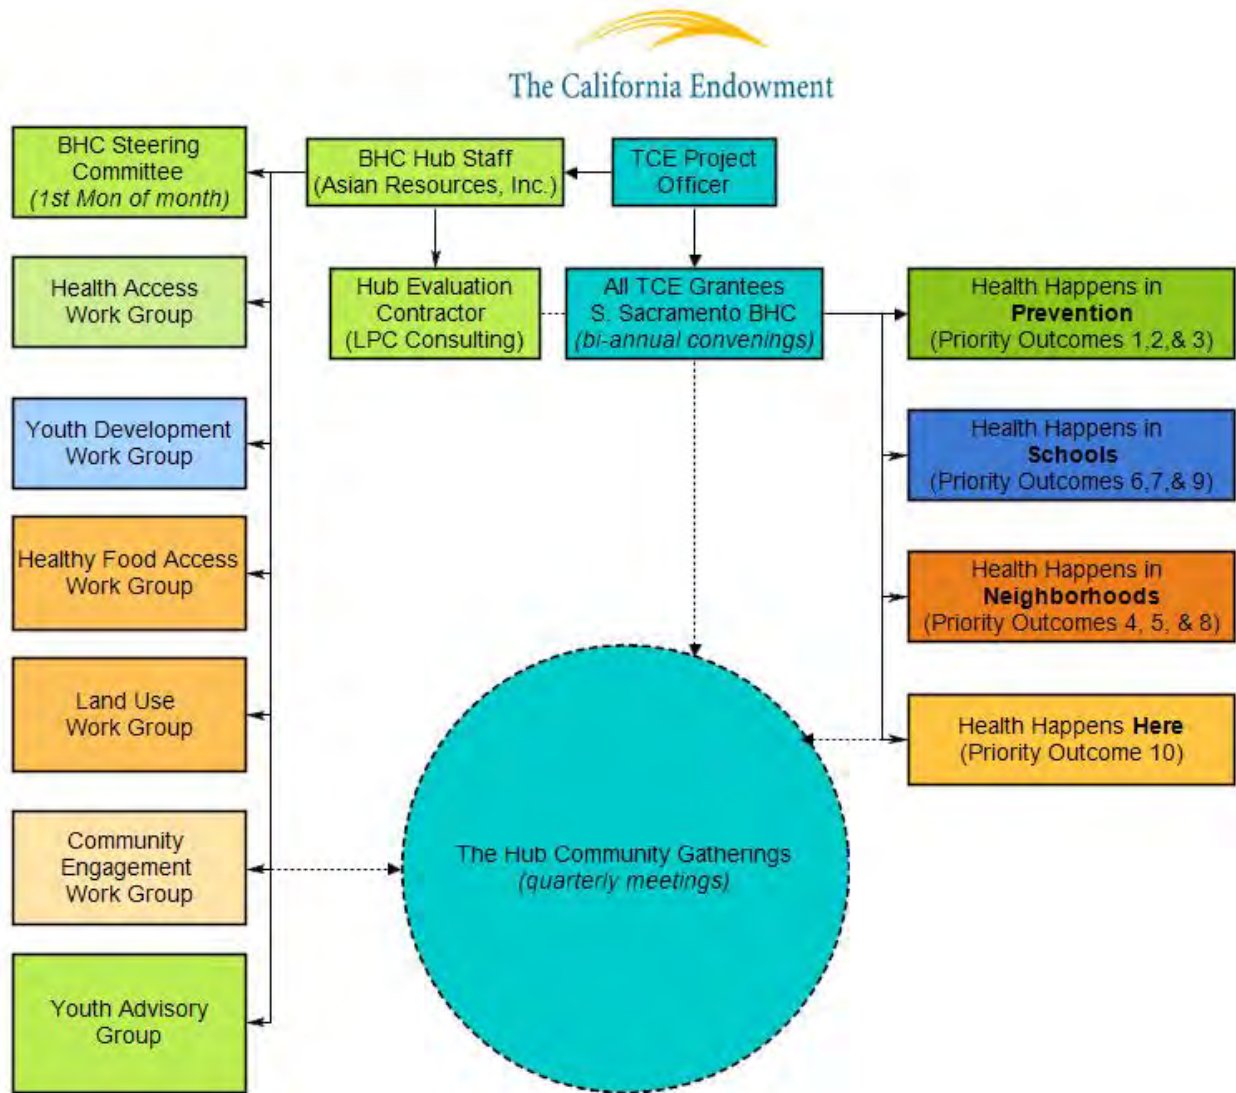 The California Endowment
BHC Steering
Committee
(1st Mon of month)
BHC Hub Staff
(Asian Resources, Inc.)
TCE Project
Officer
Health Access
Work Group
Hub Evaluation
Contractor
(LPC Consulting)
All TCE Grantees
S. Sacramento BHC
(bi-annual convenings)
Health Happens in
Prevention
(Priority Outcomes 1,2,& 3)
Youth Development
Work Group
Health Happens in
Schools
(Priority Outcomes 6,7,& 9)
Healthy Food Access
Work Group
Health Happens in
Neighborhoods
(Priority Outcomes 4, 5, & 8)
Land Use
Work Group
Health Happens Here
(Priority Outcome 10)
Community
Engagement
Work Group
The Hub Community Gatherings
(quarterly meetings)
Youth Advisory
Group